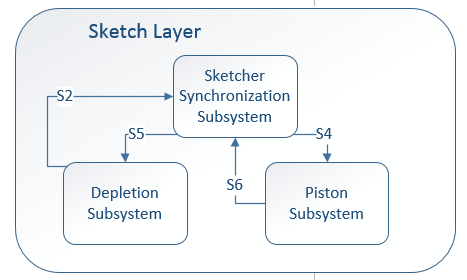 Sketch Layer
Sketcher
Synchronization
Subsystem
S2
S5
S4
S6
Depletion
Subsystem
Piston
Subsystem